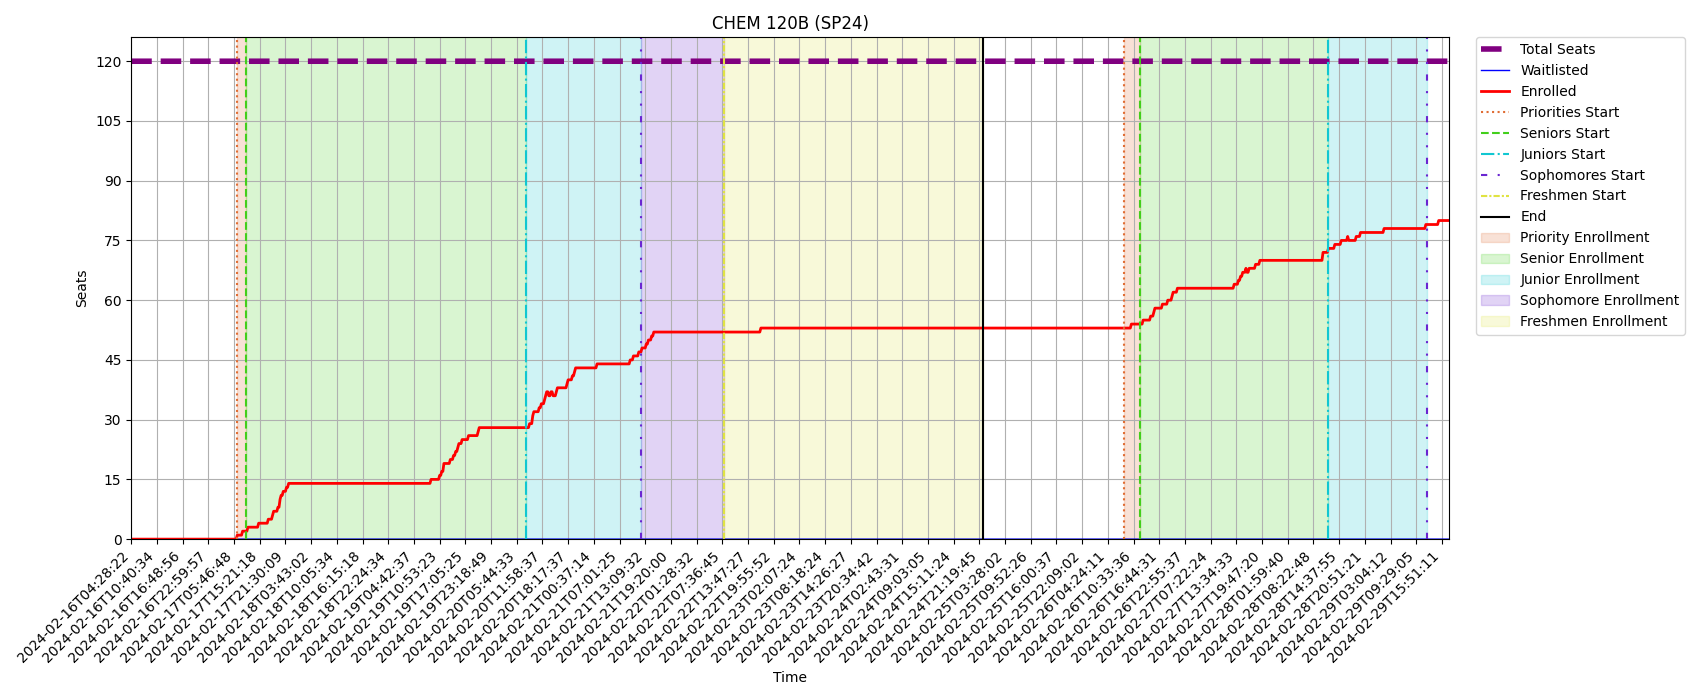 CHEM 120B (SP24)
Seats
120
105
90
75
60
45
30
15
0
2024-02-16T04:28:22
2024-02-16T10:40:34
2024-02-16T16:48:56
2024-02-16T22:59:57
2024-02-17T05:46:48
2024-02-17T15:21:18
2024-02-17T21:30:09
2024-02-18T03:43:02
2024-02-18T10:05:34
2024-02-18T16:15:18
2024-02-18T22:24:34
2024-02-19T04:42:37
2024-02-19T10:53:23
2024-02-19T17:05:25
2024-02-19T23:18:49
2024-02-20T05:44:33
2024-02-20T11:58:37
2024-02-20T18:17:37
2024-02-21T00:37:14
2024-02-21T07:01:25
2024-02-21T13:09:32
2024-02-21T19:20:00
2024-02-22T01:28:32
2024-02-22T07:36:45
2024-02-22T13:47:27
2024-02-22T19:55:52
2024-02-23T02:07:24
2024-02-23T08:18:24
2024-02-23T14:26:27
2024-02-23T20:34:42
2024-02-24T02:43:31
2024-02-24T09:03:05
2024-02-24T15:11:24
2024-02-24T21:19:45
2024-02-25T03:28:02
2024-02-25T09:52:26
2024-02-25T16:00:37
2024-02-25T22:09:02
2024-02-26T04:24:11
2024-02-26T10:33:36
2024-02-26T16:44:31
2024-02-26T22:55:37
2024-02-27T07:22:24
2024-02-27T13:34:33
2024-02-27T19:47:20
2024-02-28T01:59:40
2024-02-28T08:22:48
2024-02-28T14:37:55
2024-02-28T20:51:21
2024-02-29T03:04:12
2024-02-29T09:29:05
2024-02-29T15:51:11
Time
Total Seats
Waitlisted
Enrolled
Priorities Start
Seniors Start
Juniors Start
Sophomores Start
Freshmen Start
End
Priority Enrollment
Senior Enrollment
Junior Enrollment
Sophomore Enrollment
Freshmen Enrollment